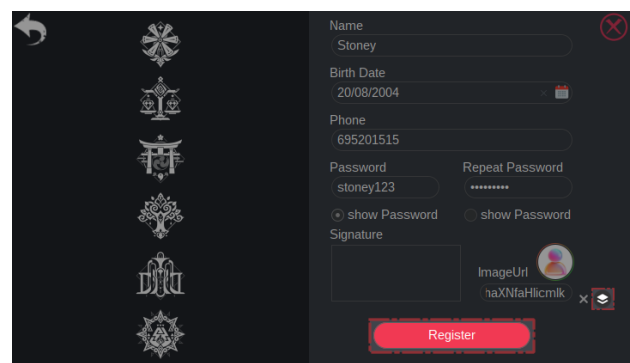 Name
Stoney
Birth Date
20/08/2004
Phone
695201515
Password Repeat Password
stoney123 •••••••••
show Password show Password
Signature
ImageUrl
Register